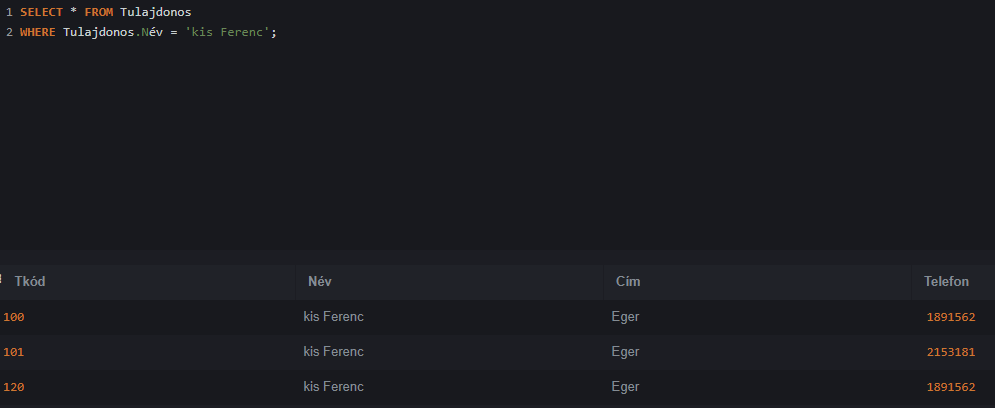 1 SELECT * FROM Tulajdonos
2 WHERE Tulajdonos.Név = 'kis Ferenc';
Tkód Név Cím Telefon
100 kis Ferenc Eger 1891562
101 kis Ferenc Eger 2153181
120 kis Ferenc Eger 1891562